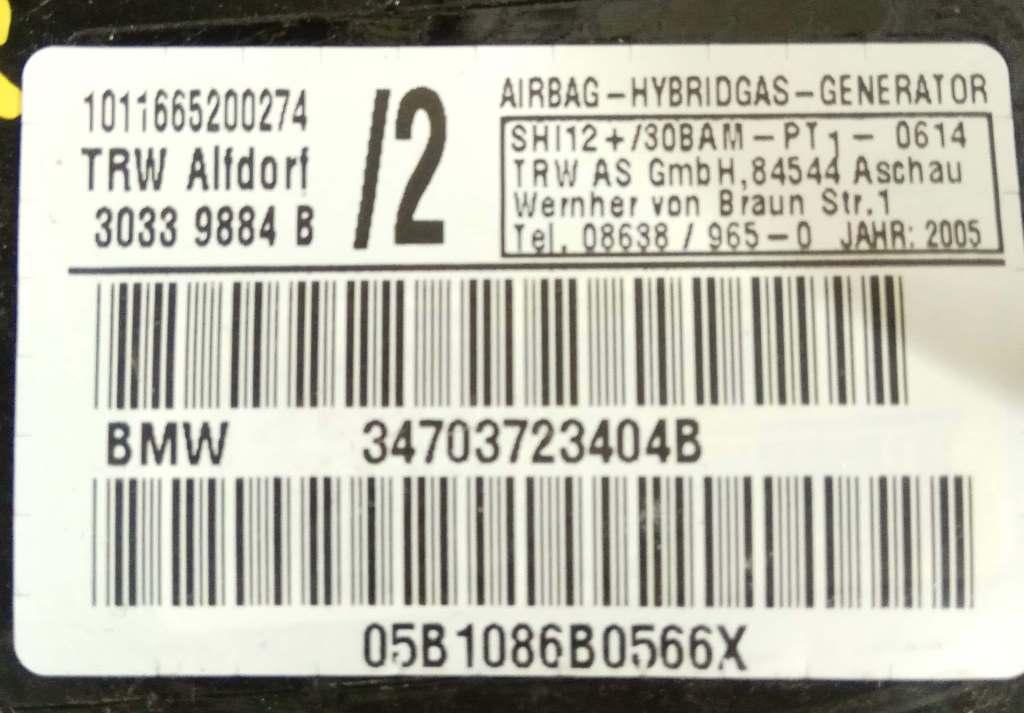 1011665200274
TRW Alfdorf
3033 9884 B
/2
AIRBAG-HYBRIDGAS-GENERATOR
SHI12+/30BAM-PT1-0614
TRW AS GmbH,84544 Aschau
Wernher von Braun Str.1
Tel. 08638 / 965-0 JAHR: 2005
BMW 34703723404B
05B1086B0566X